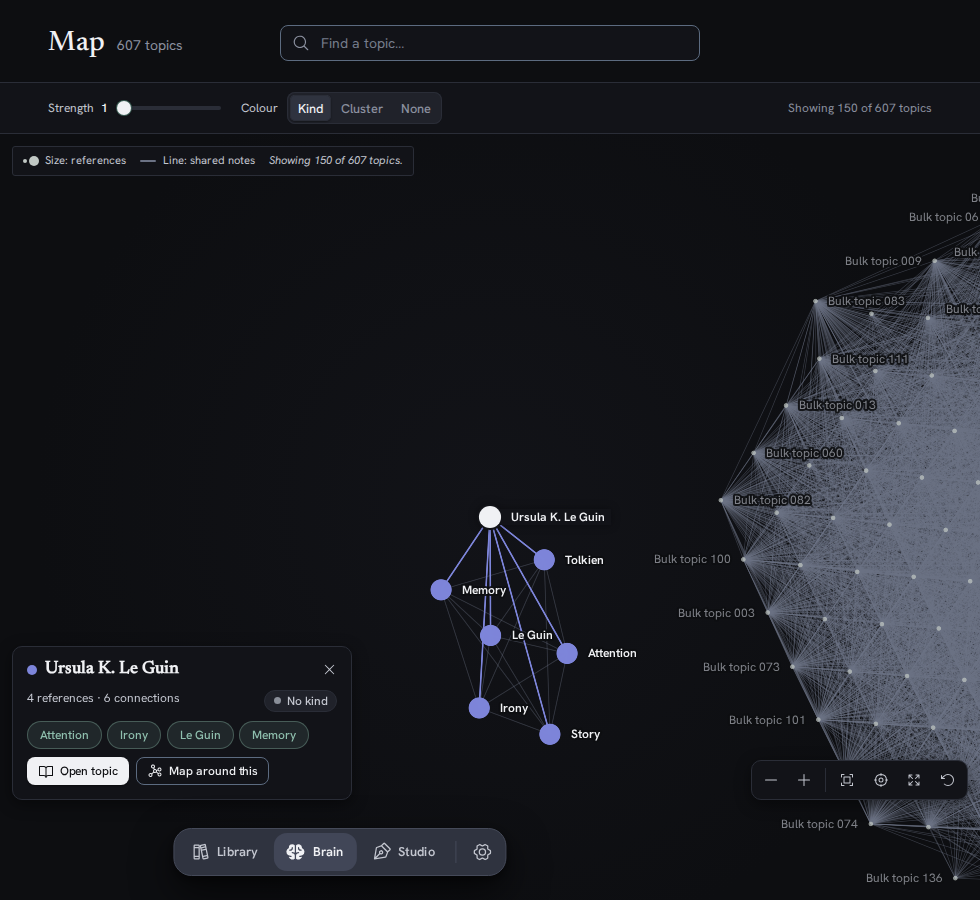 Map 607 topics
Find a topic...
Strength 1
Colour Kind Cluster None
Showing 150 of 607 topics
Size: references Line: shared notes Showing 150 of 607 topics.
Bulk topic 06
Bulk
Bulk topic 009
Bulk topic 083
Bulk topic 111
Bulk topic 013
Bulk topic 060
Bulk topic 082
Ursula K. Le Guin
Tolkien
Bulk topic 100
Memory
Bulk topic 003
Le Guin
Attention
Bulk topic 073
Irony
Bulk topic 101
Story
Bulk topic 074
Bulk topic 136
Ursula K. Le Guin
4 references · 6 connections
No kind
Attention Irony Le Guin Memory
Open topic Map around this
Library Brain Studio